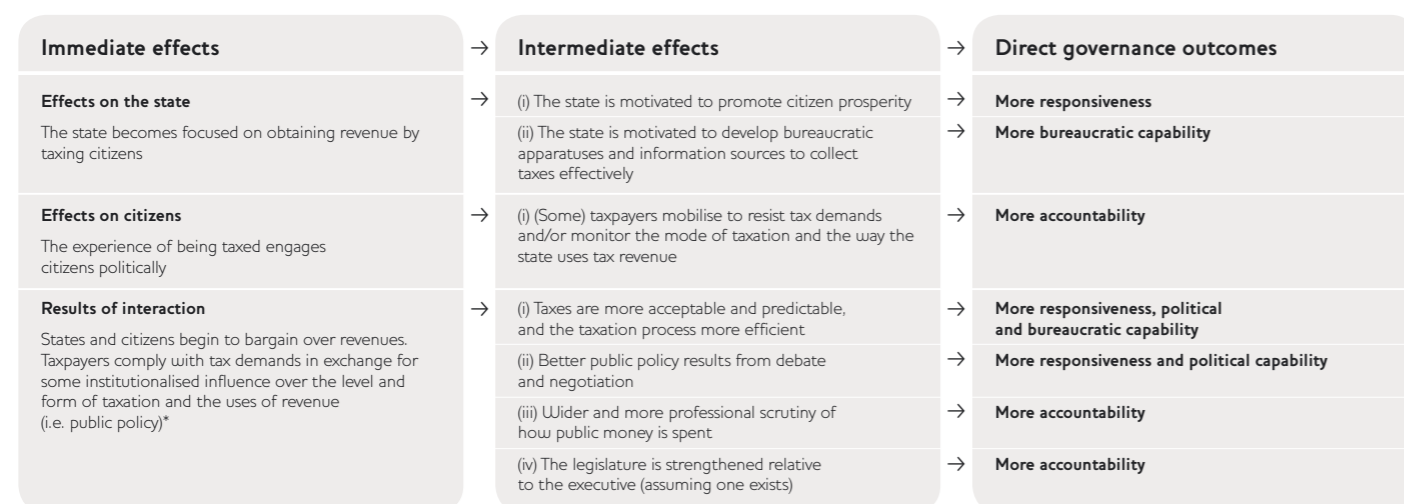 Immediate effects → Intermediate effects → Direct governance outcomes
Effects on the state
The state becomes focused on obtaining revenue by
taxing citizens
→ (i) The state is motivated to promote citizen prosperity → More responsiveness
(ii) The state is motivated to develop bureaucratic
apparatuses and information sources to collect
taxes effectively
→ More bureaucratic capability
Effects on citizens
The experience of being taxed engages
citizens politically
→ (i) (Some) taxpayers mobilise to resist tax demands
and/or monitor the mode of taxation and the way the
state uses tax revenue
→ More accountability
Results of interaction
States and citizens begin to bargain over revenues.
Taxpayers comply with tax demands in exchange for
some institutionalised influence over the level and
form of taxation and the uses of revenue
(i.e. public policy)*
→ (i) Taxes are more acceptable and predictable,
and the taxation process more efficient
→ More responsiveness, political
and bureaucratic capability
(ii) Better public policy results from debate
and negotiation
→ More responsiveness and political capability
(iii) Wider and more professional scrutiny of
how public money is spent
→ More accountability
(iv) The legislature is strengthened relative
to the executive (assuming one exists)
→ More accountability